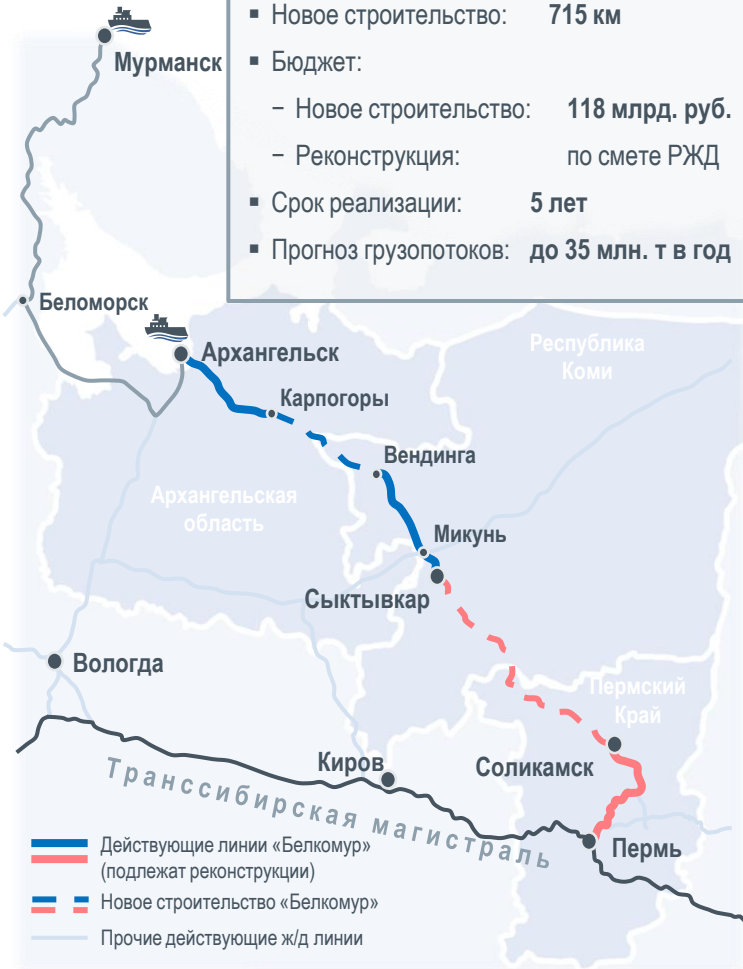 ▪ Новое строительство: 715 км
Мурманск
▪ Бюджет:
− Новое строительство: 118 млрд. руб.
− Реконструкция: по смете РЖД
▪ Срок реализации: 5 лет
▪ Прогноз грузопотоков: до 35 млн. т в год
Беломорск
Архангельск
Республика
Коми
Карпогоры
Вендинга
Архангельская
область
Микунь
Сыктывкар
Вологда
Пермский
Край
Киров
Соликамск
Транссибирская магистраль
Пермь
Действующие линии «Белкомур»
(подлежат реконструкции)
Новое строительство «Белкомур»
Прочие действующие ж/д линии